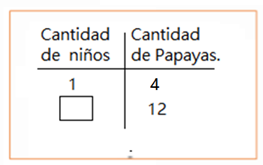 Cantidad de niños
Cantidad de Papayas.
1 4
12